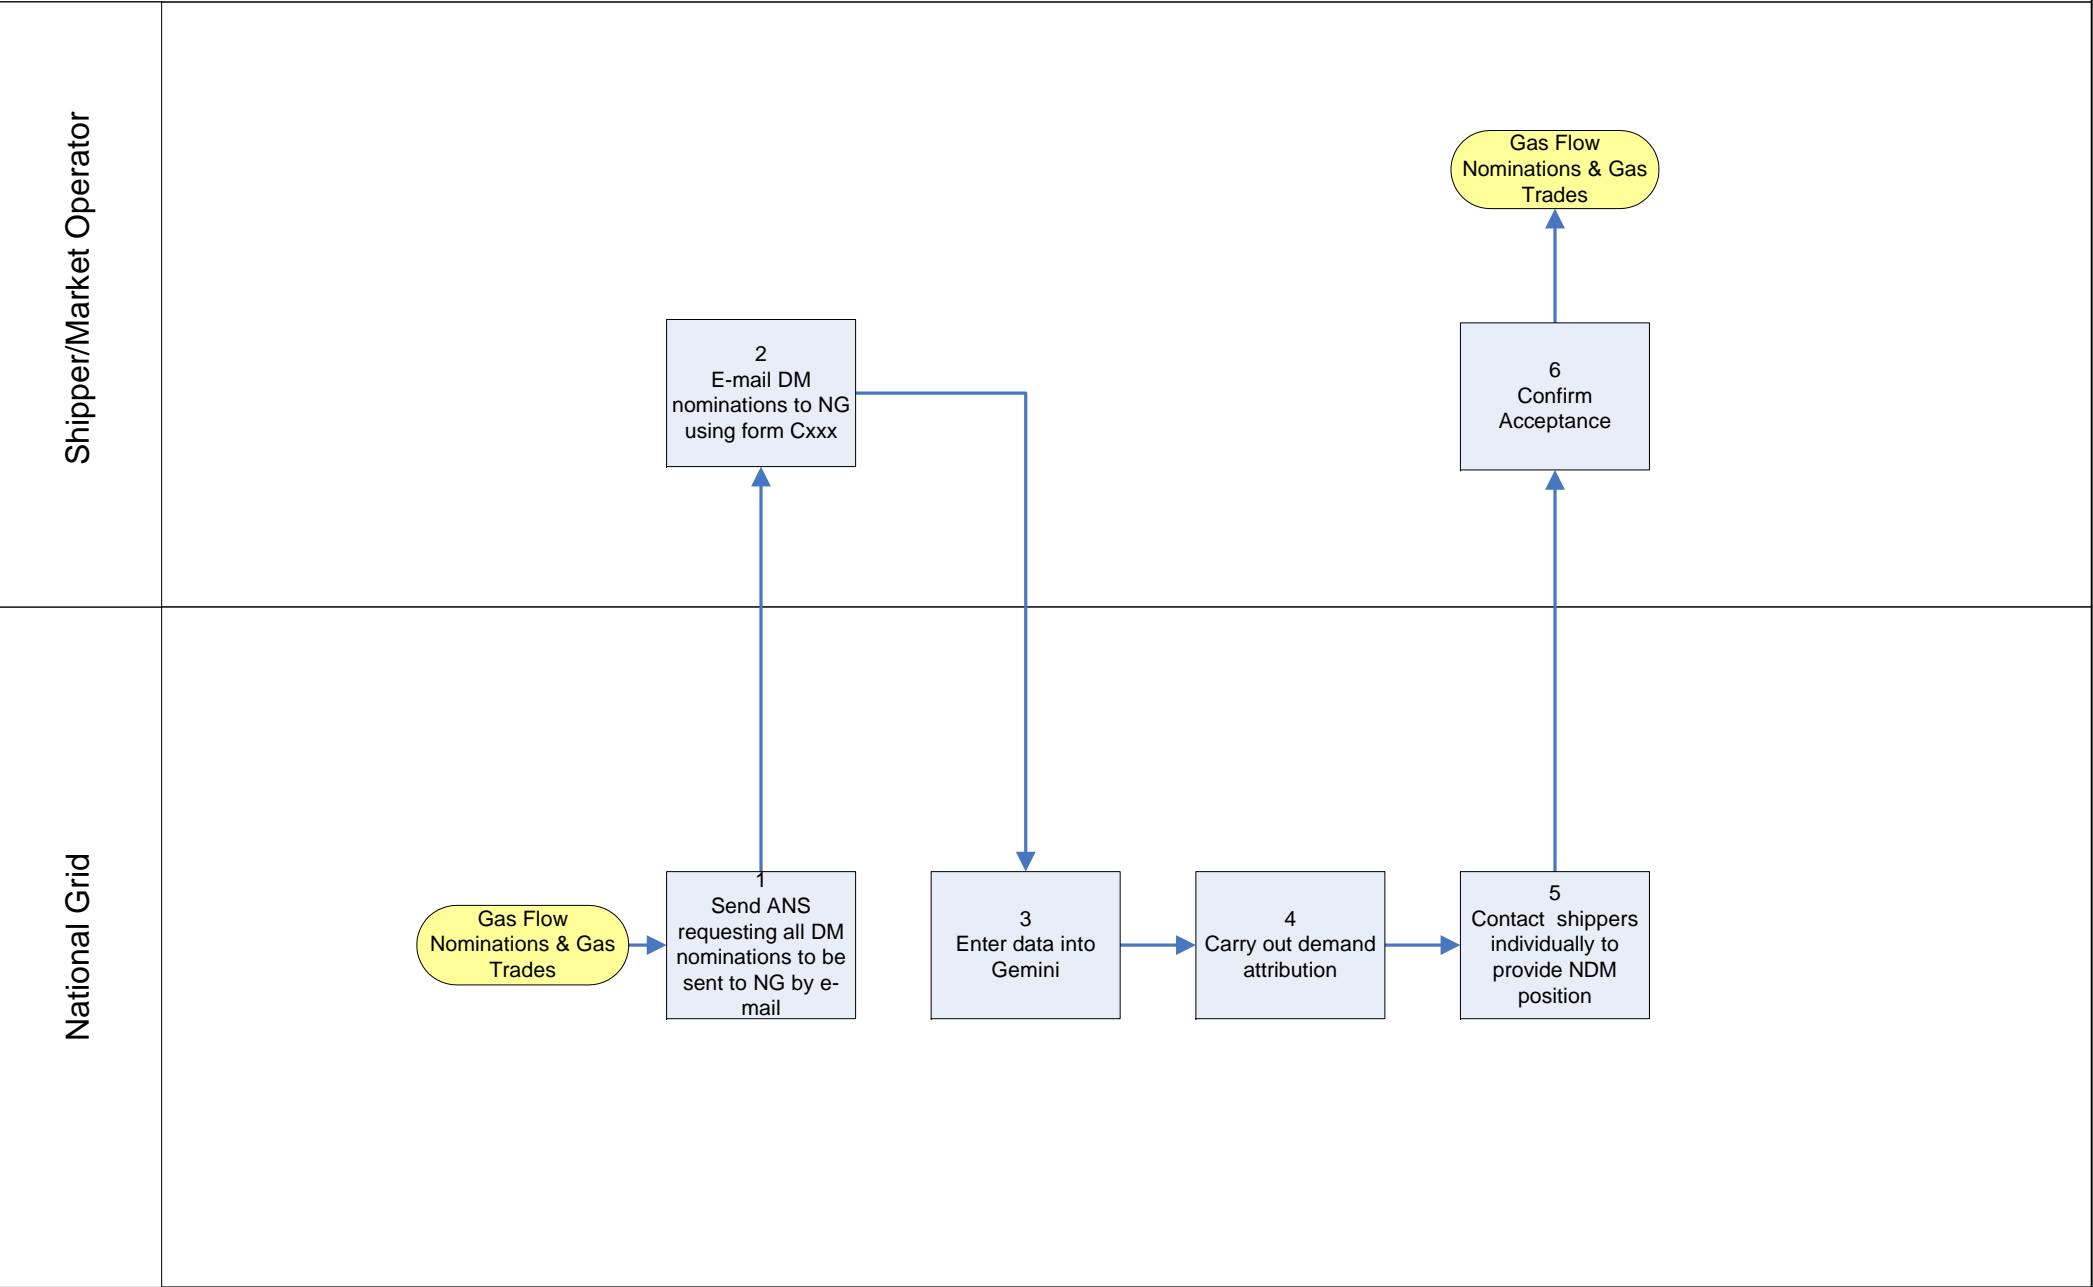 Shipper/Market Operator
Gas Flow
Nominations & Gas
Trades
2
E-mail DM
nominations to NG
using form Cxxx
6
Confirm
Acceptance
National Grid
Gas Flow
Nominations & Gas
Trades
1
Send ANS
requesting all DM
nominations to be
sent to NG by e-
mail
3
Enter data into
Gemini
4
Carry out demand
attribution
5
Contact  shippers
individually to
provide NDM
position